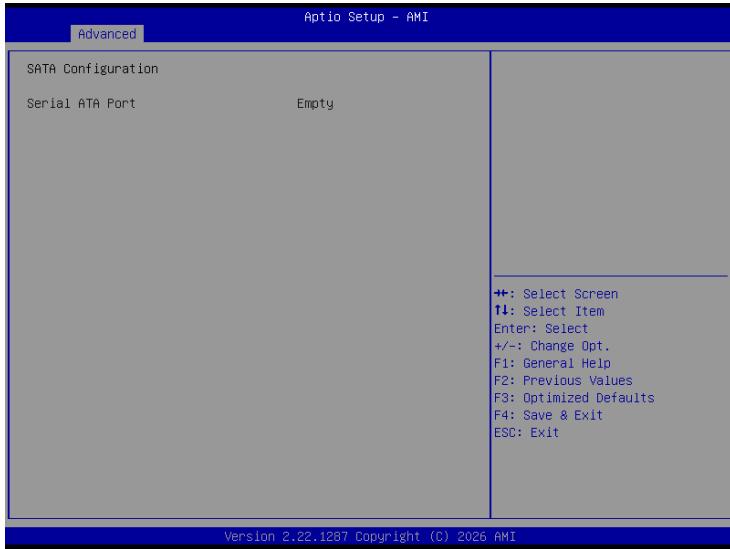 Aptio Setup - AMI
Advanced
SATA Configuration
Serial ATA Port Empty
→←: Select Screen
↑↓: Select Item
Enter: Select
+/-: Change Opt.
F1: General Help
F2: Previous Values
F3: Optimized Defaults
F4: Save & Exit
ESC: Exit
Version 2.22.1287 Copyright (C) 2026 AMI